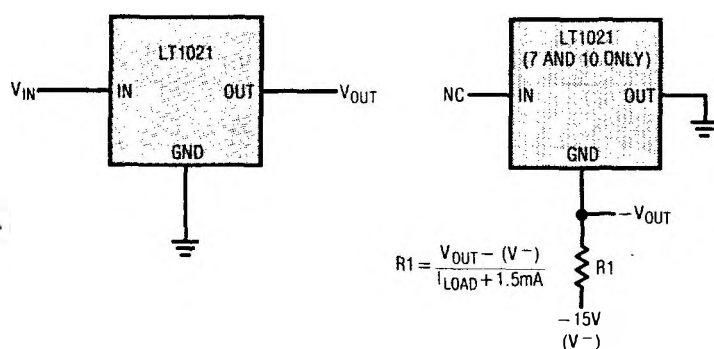 LT1021
V_IN
IN
OUT
V_OUT
GND
LT1021
(7 AND 10 ONLY)
NC
IN
OUT
GND
-V_OUT
R1 = V_OUT - (V⁻) / I_LOAD + 1.5mA
R1
-15V
(V⁻)